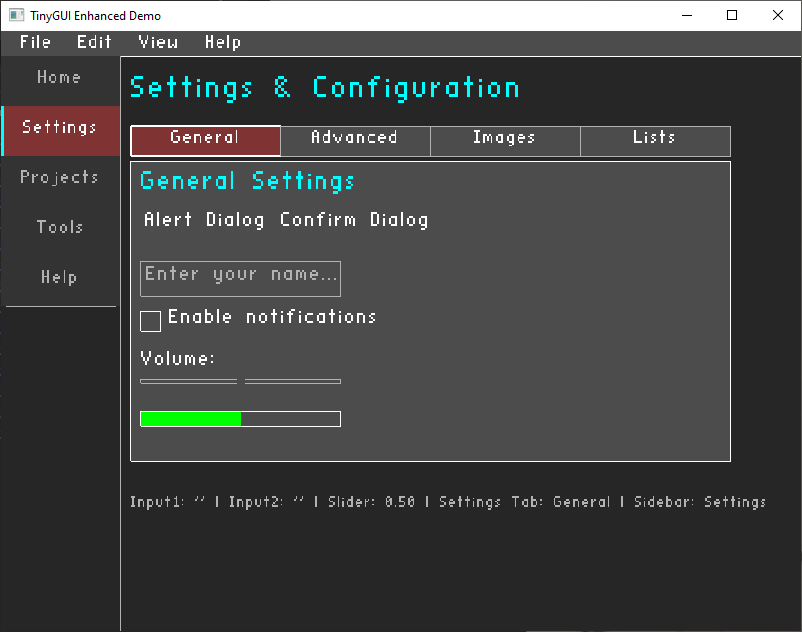 TinyGUI Enhanced Demo
File Edit View Help
Home
Settings
Projects
Tools
Help
Settings & Configuration
General Advanced Images Lists
General Settings
Alert Dialog Confirm Dialog
Enter your name...
Enable notifications
Volume:
Input1: '' | Input2: '' | Slider: 0.50 | Settings Tab: General | Sidebar: Settings